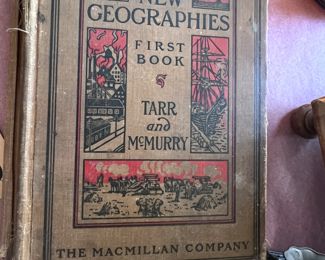 NEW
GEOGRAPHIES
FIRST
BOOK
TARR
and
McMURRY
THE MACMILLAN COMPANY